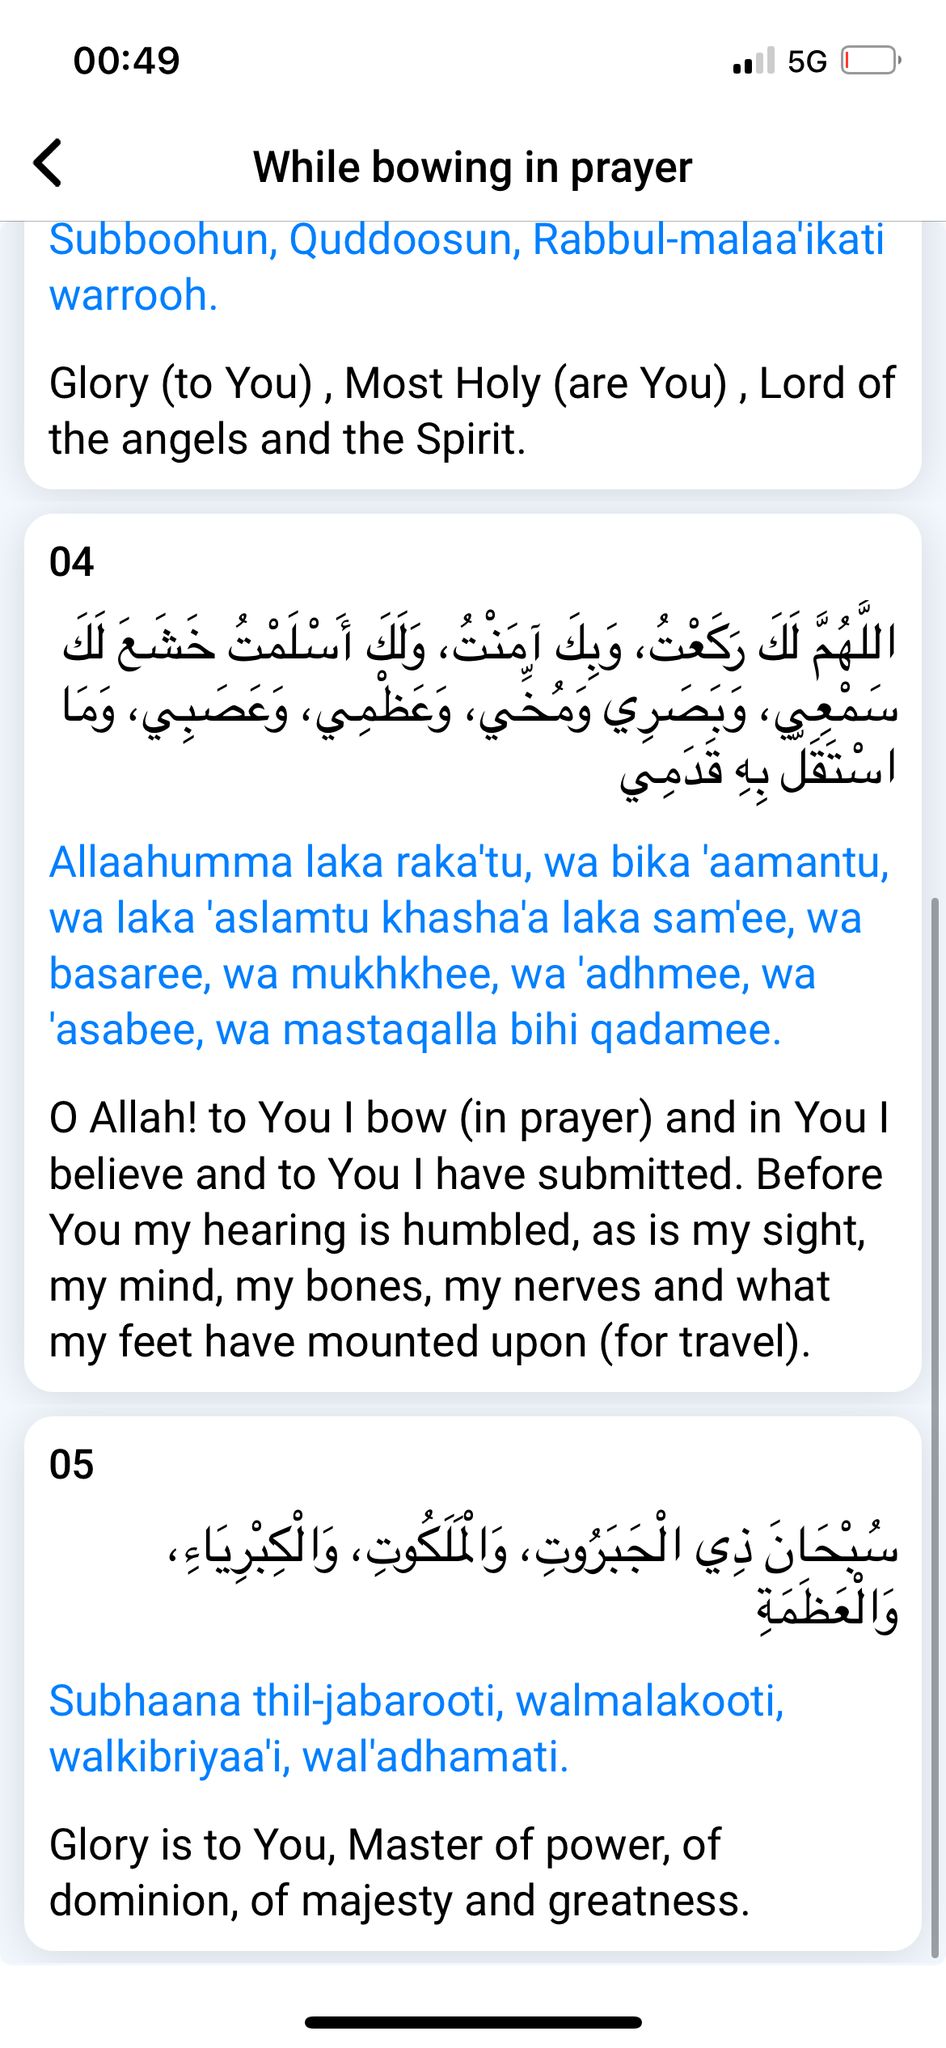 00:49
5G
While bowing in prayer
Subboohun, Quddoosun, Rabbul-malaa'ikati
warrooh.
Glory (to You) , Most Holy (are You) , Lord of
the angels and the Spirit.
04
اللَّهُمَّ لَكَ رَكَعْتُ، وَبِكَ آمَنْتُ، وَلَكَ أَسْلَمْتُ خَشَعَ لَكَ
سَمْعِي، وَبَصَرِي وَمُخِّي، وَعَظْمِي، وَعَصَبِي، وَمَا
اسْتَقَلَّ بِهِ قَدَمِي
Allaahumma laka raka'tu, wa bika 'aamantu,
wa laka 'aslamtu khasha'a laka sam'ee, wa
basaree, wa mukhkhee, wa 'adhmee, wa
'asabee, wa mastaqalla bihi qadamee.
O Allah! to You I bow (in prayer) and in You I
believe and to You I have submitted. Before
You my hearing is humbled, as is my sight,
my mind, my bones, my nerves and what
my feet have mounted upon (for travel).
05
سُبْحَانَ ذِي الْجَبَرُوتِ، وَالْمَلَكُوتِ، وَالْكِبْرِيَاءِ،
وَالْعَظَمَةِ
Subhaana thil-jabarooti, walmalakooti,
walkibriyaa'i, wal'adhamati.
Glory is to You, Master of power, of
dominion, of majesty and greatness.